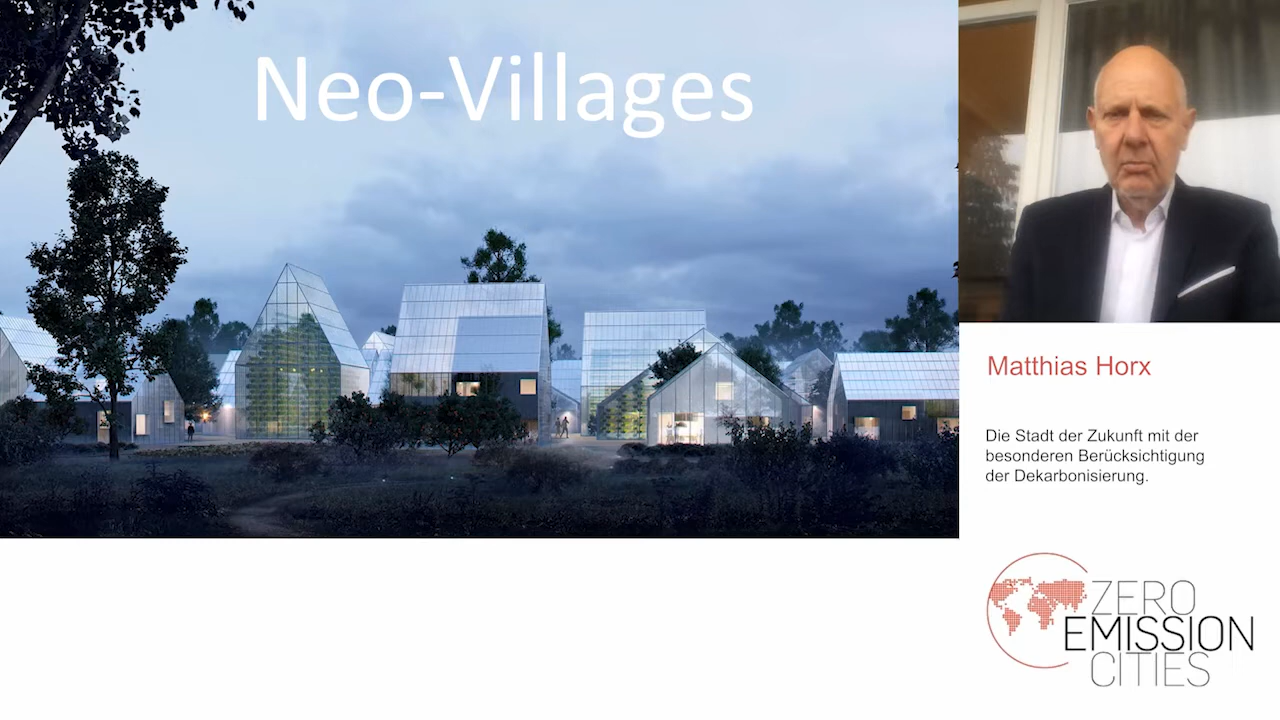 Neo-Villages
Matthias Horx
Die Stadt der Zukunft mit der
besonderen Berücksichtigung
der Dekarbonisierung.
ZERO
EMISSION
CITIES